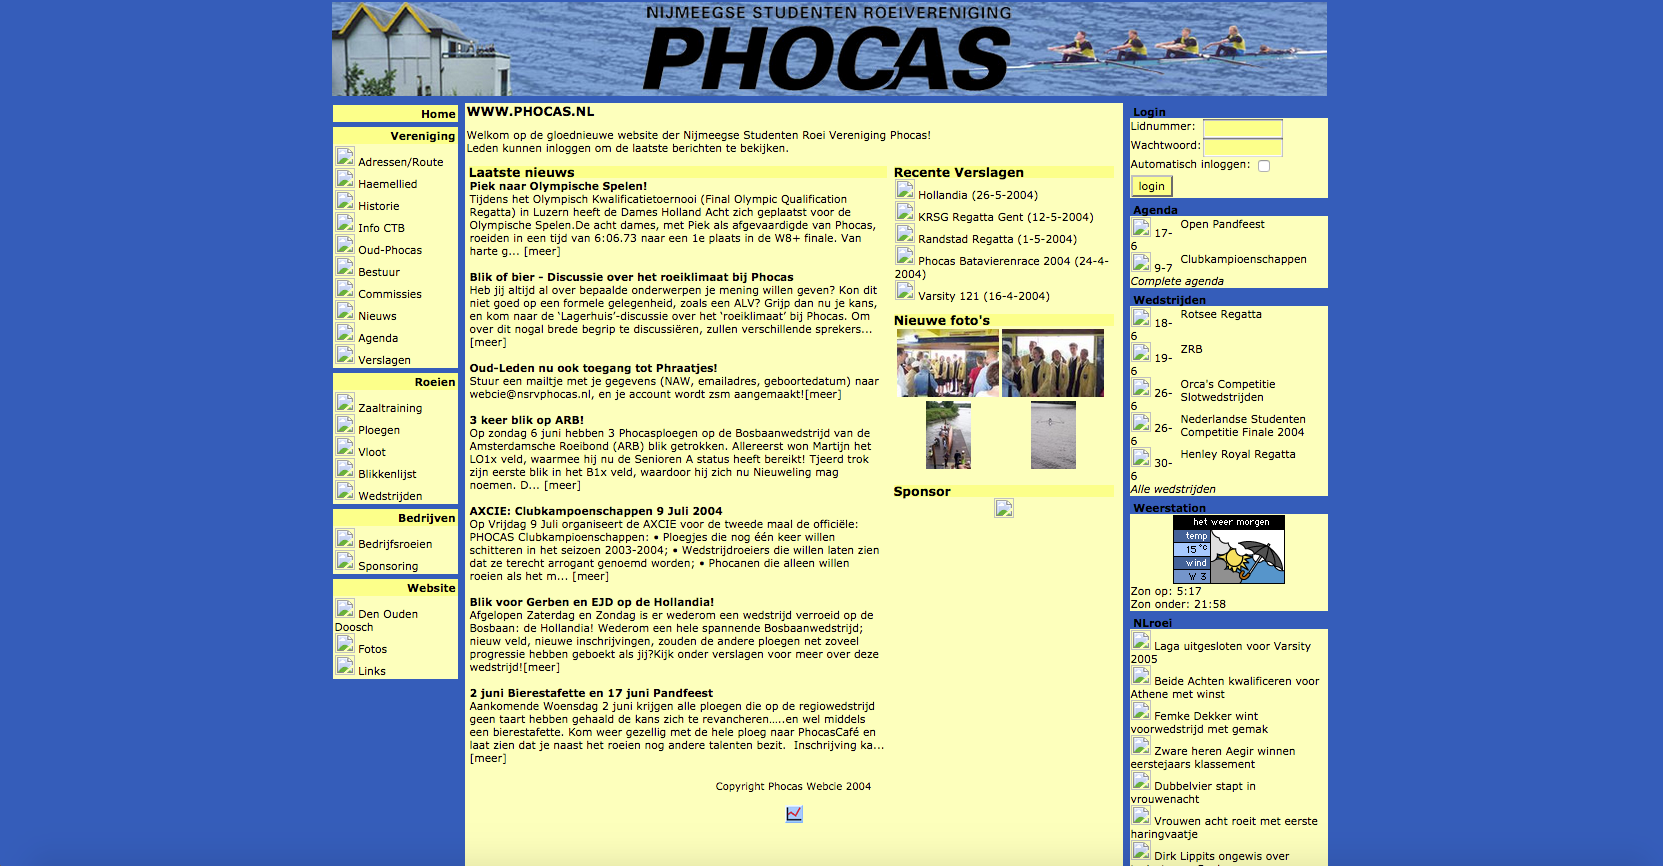 NIJMEEGSE STUDENTEN ROEIVERENIGING
PHOCAS
Home
Vereniging
Adressen/Route
Haemellied
Historie
Info CTB
Oud-Phocas
Bestuur
Commissies
Nieuws
Agenda
Verslagen
Roeien
Zaaltraining
Ploegen
Vloot
Blikkenlijst
Wedstrijden
Bedrijven
Bedrijfsroeien
Sponsoring
Website
Den Ouden
Doosch
Fotos
Links
WWW.PHOCAS.NL
Welkom op de gloednieuwe website der Nijmeegse Studenten Roei Vereniging Phocas!
Leden kunnen inloggen om de laatste berichten te bekijken.
Laatste nieuws
Piek naar Olympische Spelen!
Tijdens het Olympisch Kwalificatietoernooi (Final Olympic Qualification
Regatta) in Luzern heeft de Dames Holland Acht zich geplaatst voor de
Olympische Spelen.De acht dames, met Piek als afgevaardigde van Phocas,
roeiden in een tijd van 6:06.73 naar een 1e plaats in de W8+ finale. Van
harte g... [meer]
Blik of bier - Discussie over het roeiklimaat bij Phocas
Heb jij altijd al over bepaalde onderwerpen je mening willen geven? Kon dit
niet goed op een formele gelegenheid, zoals een ALV? Grijp dan nu je kans,
en kom naar de ‘Lagerhuis’-discussie over het ‘roeiklimaat’ bij Phocas. Om
over dit nogal brede begrip te discussiëren, zullen verschillende sprekers...
[meer]
Oud-Leden nu ook toegang tot Phraatjes!
Stuur een mailtje met je gegevens (NAW, emailadres, geboortedatum) naar
webcie@nsrvphocas.nl, en je account wordt zsm aangemaakt![meer]
3 keer blik op ARB!
Op zondag 6 juni hebben 3 Phocasploegen op de Bosbaanwedstrijd van de
Amsterdamsche Roeibond (ARB) blik getrokken. Allereerst won Martijn het
LO1x veld, waarmee hij nu de Senioren A status heeft bereikt! Tjeerd trok
zijn eerste blik in het B1x veld, waardoor hij zich nu Nieuweling mag
noemen. D... [meer]
AXCIE: Clubkampoenschappen 9 Juli 2004
Op Vrijdag 9 Juli organiseert de AXCIE voor de tweede maal de officiële:
PHOCAS Clubkampioenschappen: • Ploegjes die nog één keer willen
schitteren in het seizoen 2003-2004; • Wedstrijdroeiers die willen laten zien
dat ze terecht arrogant genoemd worden; • Phocanen die alleen willen
roeien als het m... [meer]
Blik voor Gerben en EJD op de Hollandia!
Afgelopen Zaterdag en Zondag is er wederom een wedstrijd verroeid op de
Bosbaan: de Hollandia! Wederom een hele spannende Bosbaanwedstrijd;
nieuw veld, nieuwe inschrijvingen, zouden de andere ploegen net zoveel
progressie hebben geboekt als jij?Kijk onder verslagen voor meer over deze
wedstrijd![meer]
2 juni Bierestafette en 17 juni Pandfeest
Aankomende Woensdag 2 juni krijgen alle ploegen die op de regiowedstrijd
geen taart hebben gehaald de kans zich te revancheren.....en wel middels
een bierestafette. Kom weer gezellig met de hele ploeg naar PhocasCafé en
laat zien dat je naast het roeien nog andere talenten bezit.  Inschrijving ka...
[meer]
Copyright Phocas Webcie 2004
Recente Verslagen
Hollandia (26-5-2004)
KRSG Regatta Gent (12-5-2004)
Randstad Regatta (1-5-2004)
Phocas Batavierenrace 2004 (24-4-
2004)
Varsity 121 (16-4-2004)
Nieuwe foto's
Sponsor
Login
Lidnummer:
Wachtwoord:
Automatisch inloggen:
login
Agenda
17- Open Pandfeest
6
9-7 Clubkampioenschappen
Complete agenda
Wedstrijden
18- Rotsee Regatta
6
19- ZRB
6
26- Orca's Competitie
Slotwedstrijden
6
26- Nederlandse Studenten
Competitie Finale 2004
6
30- Henley Royal Regatta
6
Alle wedstrijden
Weerstation
het weer morgen
temp
15 °C
wind
W 3
Zon op: 5:17
Zon onder: 21:58
NLroei
Laga uitgesloten voor Varsity
2005
Beide Achten kwalificeren voor
Athene met winst
Femke Dekker wint
voorwedstrijd met gemak
Zware heren Aegir winnen
eerstejaars klassement
Dubbelvier stapt in
vrouwenacht
Vrouwen acht roeit met eerste
haringvaatje
Dirk Lippits ongewis over